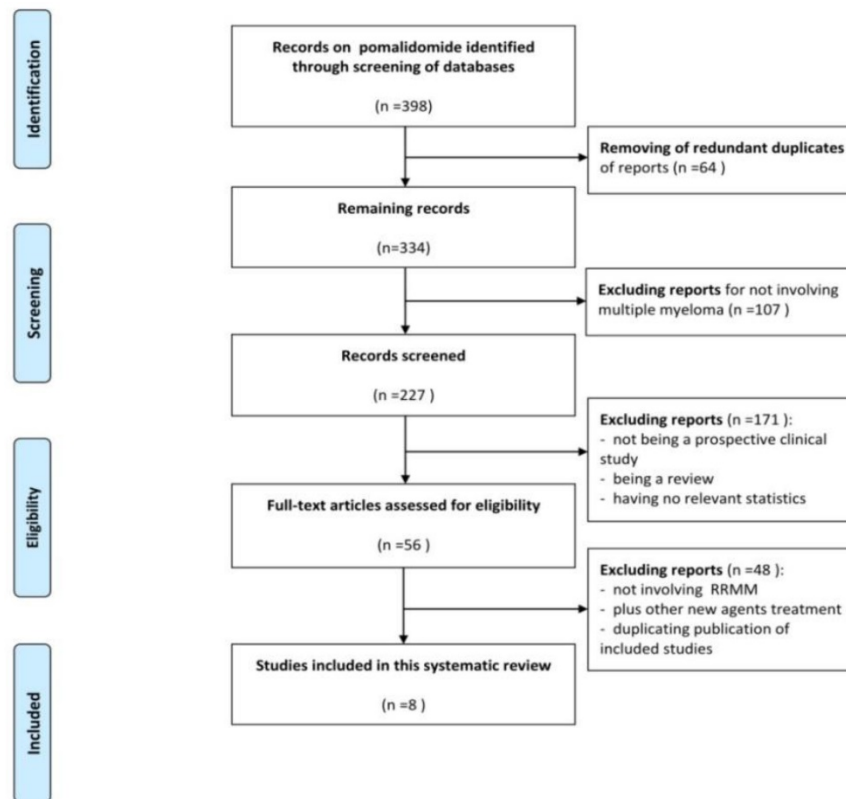 Identification
Records on pomalidomide identified
through screening of databases
(n =398)
Removing of redundant duplicates
of reports (n =64 )
Remaining records
(n=334)
Screening
Excluding reports for not involving
multiple myeloma (n =107 )
Records screened
(n =227 )
Excluding reports (n =171 ):
- not being a prospective clinical
study
- being a review
- having no relevant statistics
Eligibility
Full-text articles assessed for eligibility
(n =56 )
Excluding reports (n =48 ):
- not involving RRMM
- plus other new agents treatment
- duplicating publication of
included studies
Included
Studies included in this systematic review
(n =8 )